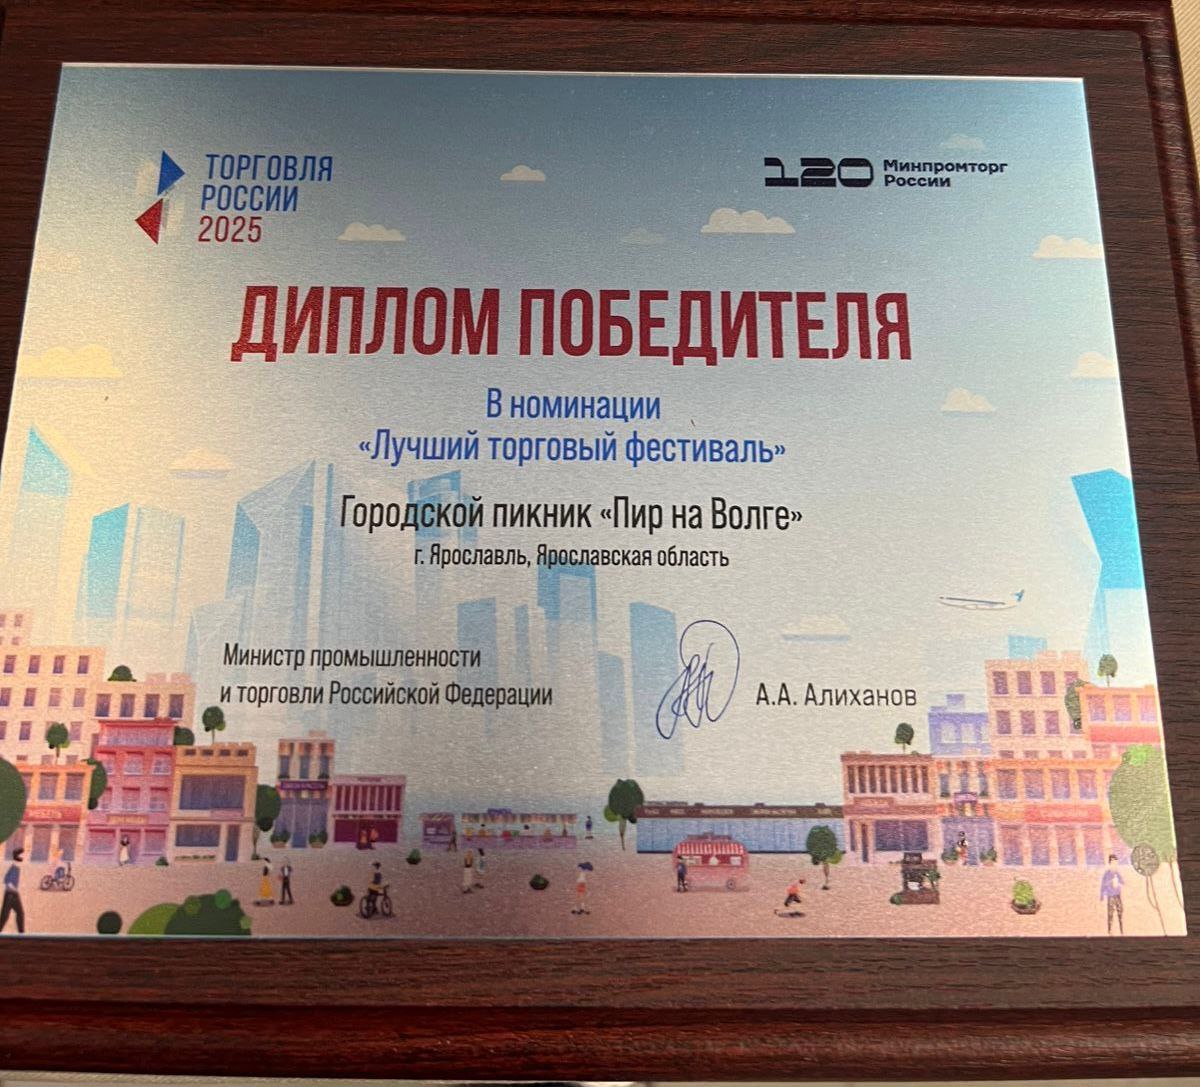 ТОРГОВЛЯ
РОССИИ
2025
120 Минпромторг
России
ДИПЛОМ ПОБЕДИТЕЛЯ
В номинации
«Лучший торговый фестиваль»
Городской пикник «Пир на Волге»
г. Ярославль, Ярославская область
Министр промышленности
и торговли Российской Федерации
А.А. Алиханов